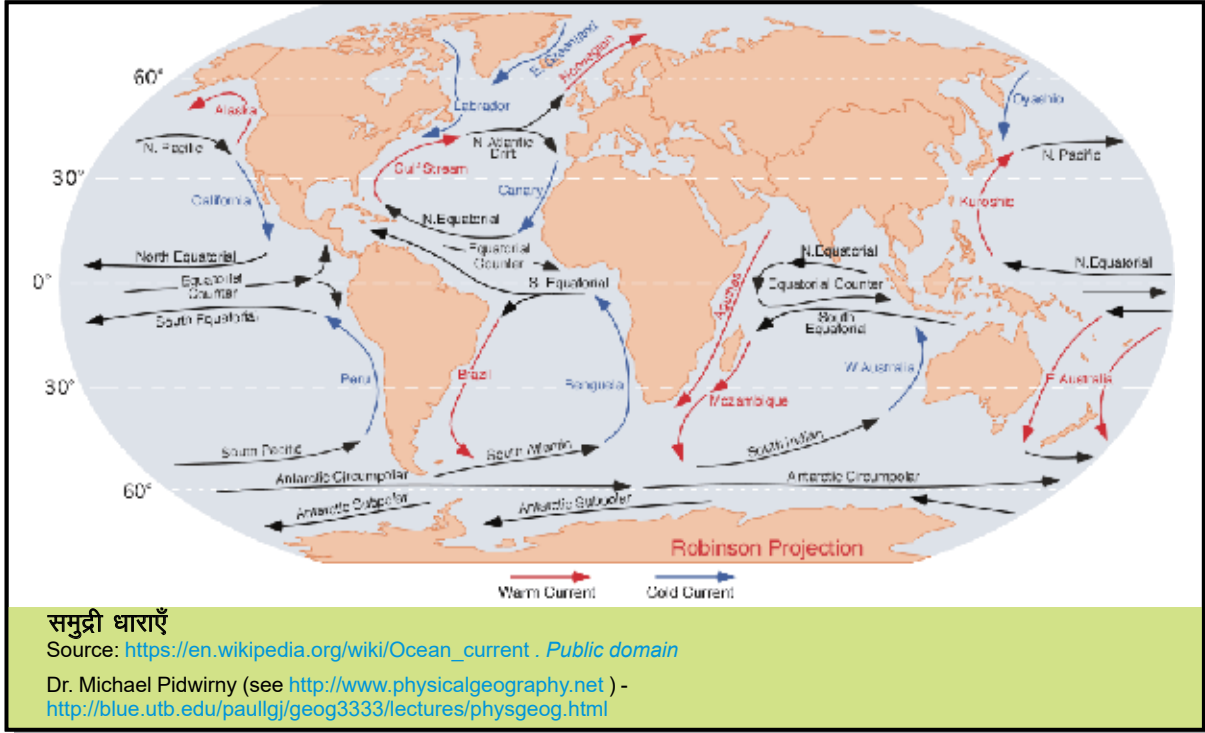 60°
E. Greenland
Norwegian
Alaska
Labrador
Oyashio
N. Pacific
N. Atlantic
Drift
N. Pacific
Gulf Stream
30°
California
Canary
Kuroshio
N.Equatorial
North Equatorial
Equatorial
Counter
N.Equatorial
N.Equatorial
0°
Equatorial
Counter
S. Equatorial
Agulhas
Equatorial Counter
South Equatorial
South
Equatorial
30°
Peru
Brazil
Benguela
W Australia
E Australia
Mozambique
South Pacific
South Atlantic
South Indian
Antarctic Circumpolar
Antarctic Circumpolar
60°
Antarctic Subpolar
Antarctic Subpolar
Robinson Projection
Warm Current
Cold Current
समुद्री धाराएँ
Source: https://en.wikipedia.org/wiki/Ocean_current . Public domain
Dr. Michael Pidwirny (see http://www.physicalgeography.net ) -
http://blue.utb.edu/paullgj/geog3333/lectures/physgeog.html